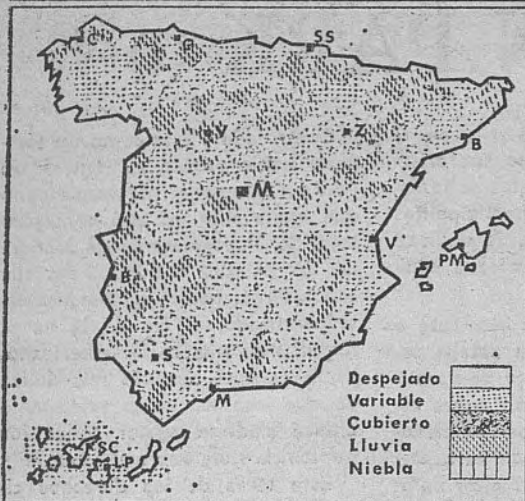 C
G
SS
V
Z
B
M
V
PM
B
S
M
SC
LP
Despejado
Variable
Cubierto
Lluvia
Niebla